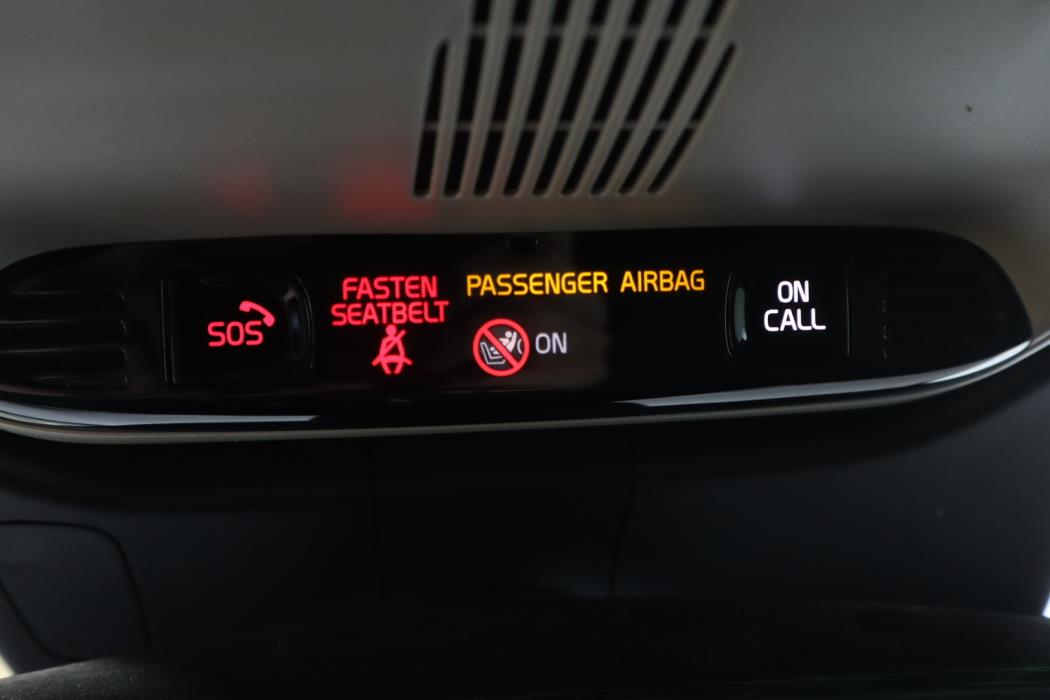 SOS
FASTEN
SEATBELT
PASSENGER AIRBAG
ON
ON
CALL